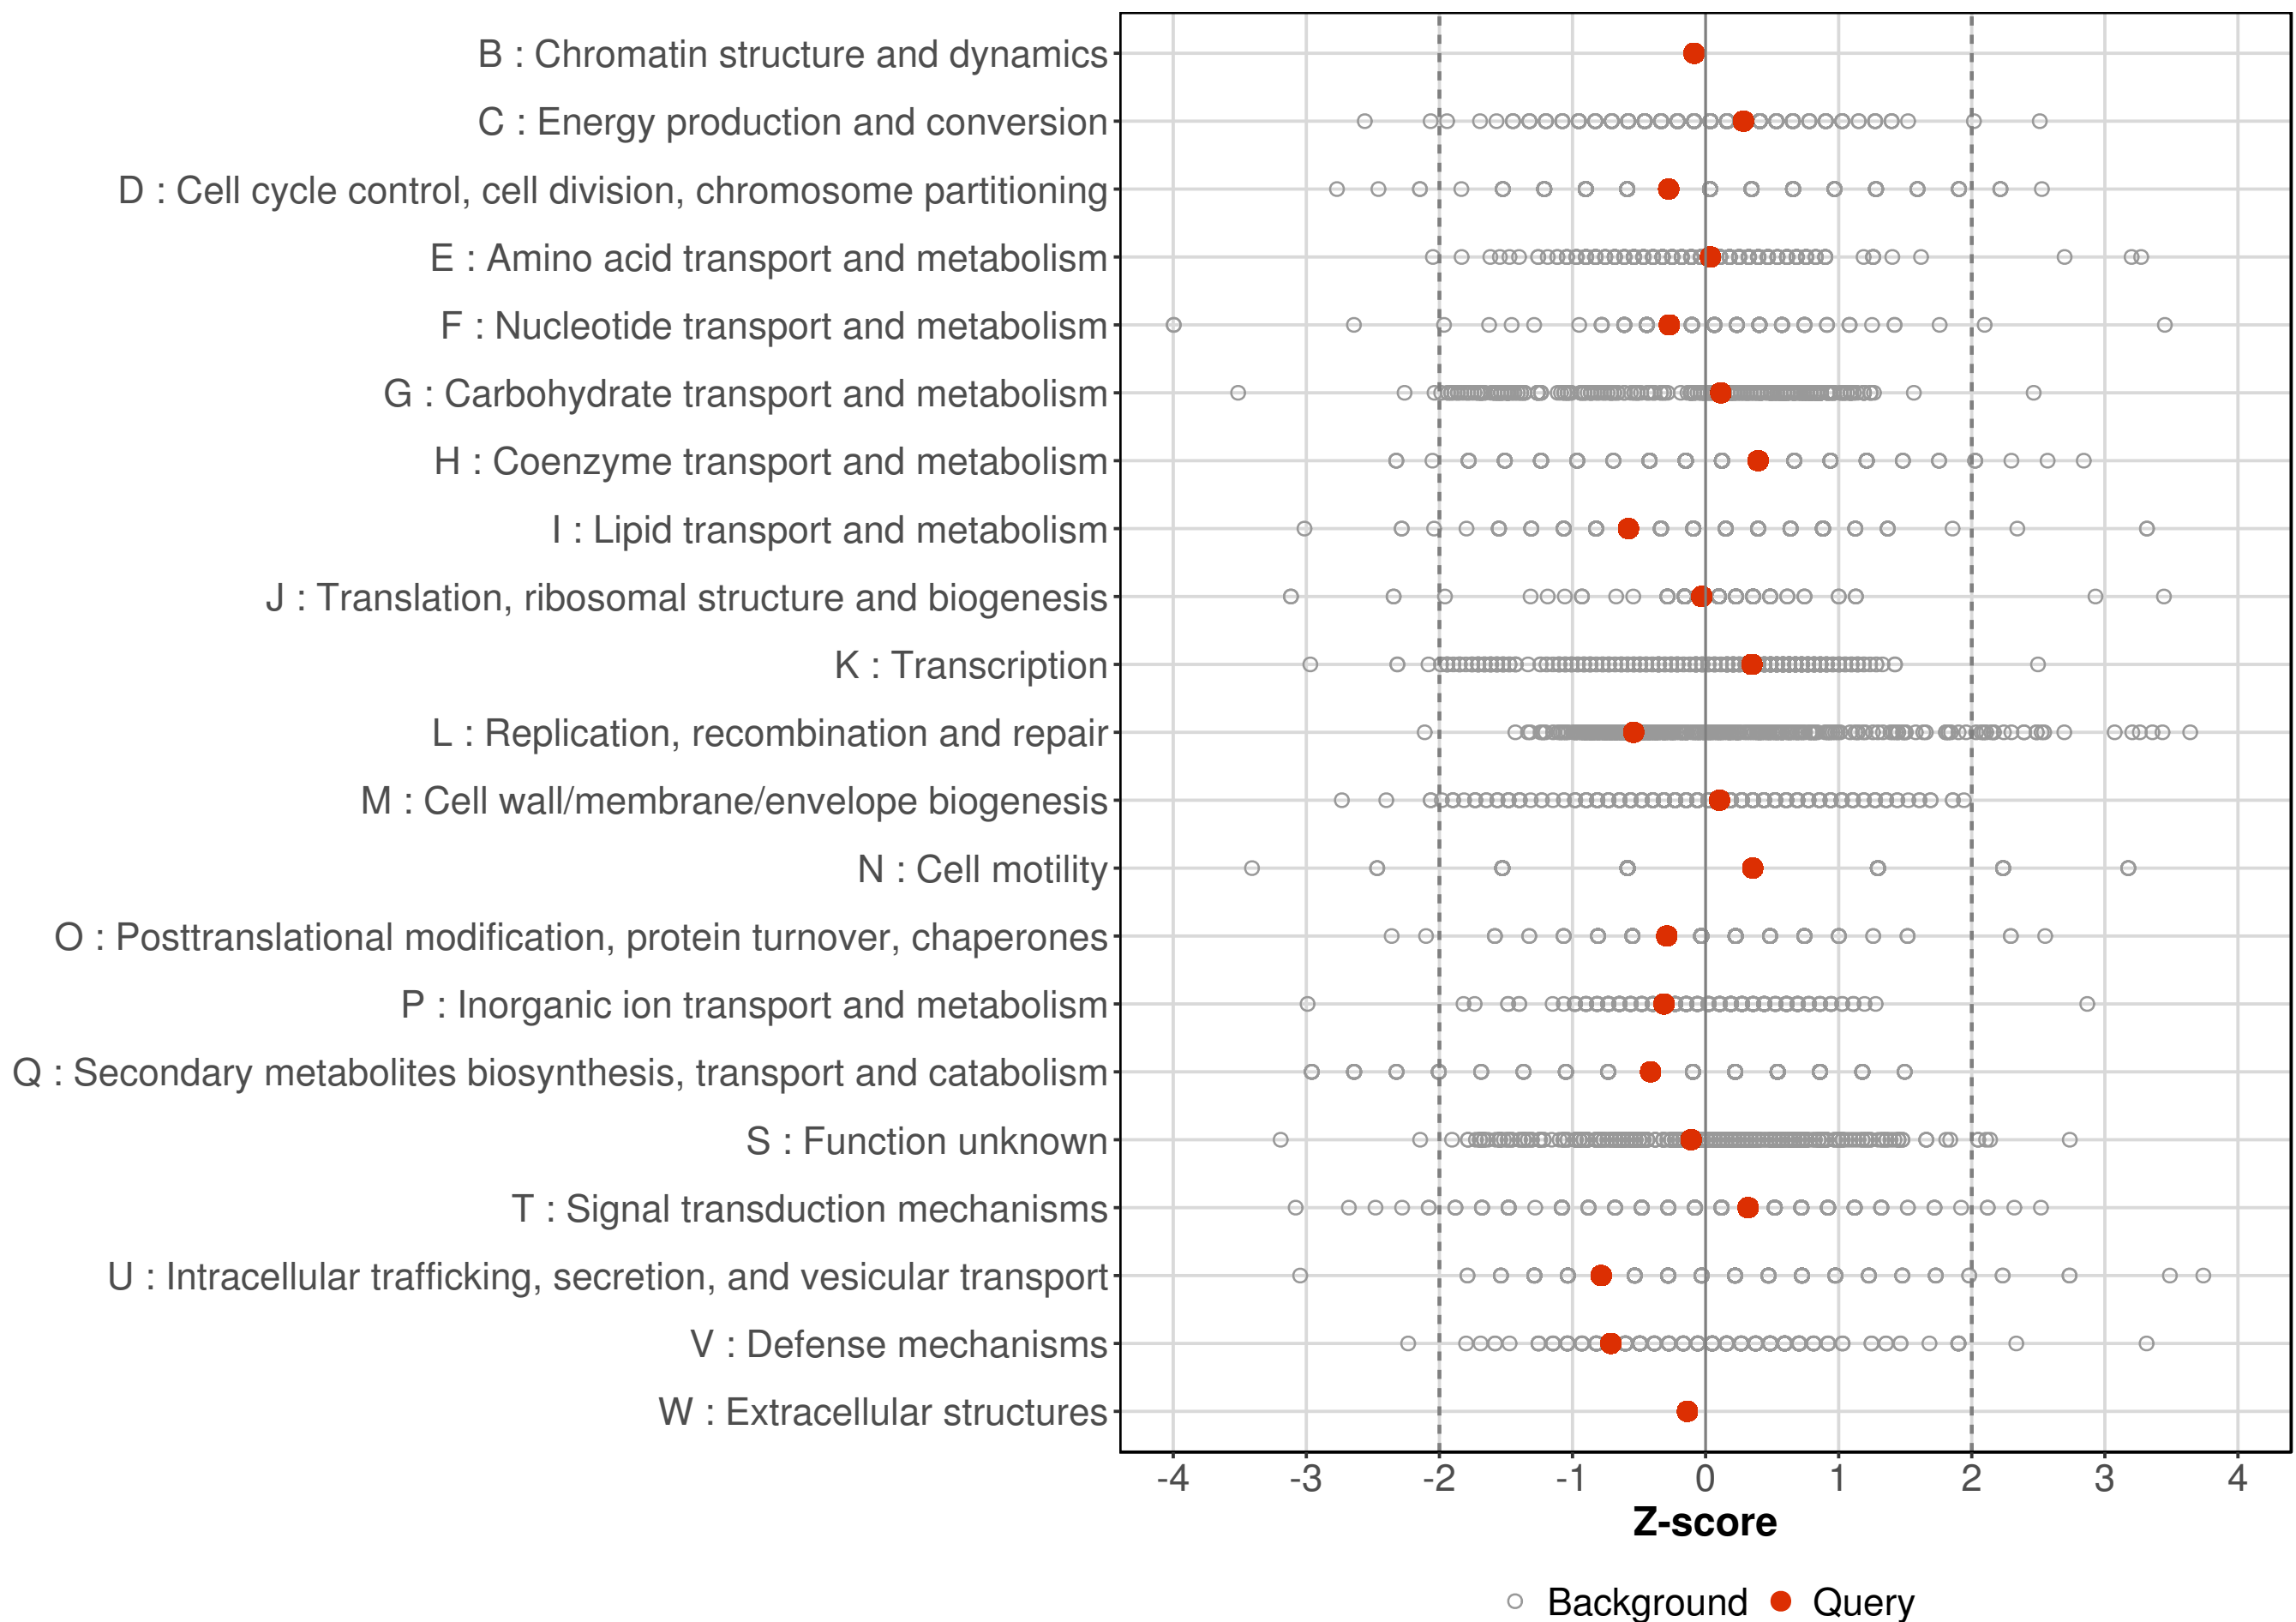 B : Chromatin structure and dynamics
C : Energy production and conversion
D : Cell cycle control, cell division, chromosome partitioning
E : Amino acid transport and metabolism
F : Nucleotide transport and metabolism
G : Carbohydrate transport and metabolism
H : Coenzyme transport and metabolism
I : Lipid transport and metabolism
J : Translation, ribosomal structure and biogenesis
K : Transcription
L : Replication, recombination and repair
M : Cell wall/membrane/envelope biogenesis
N : Cell motility
O : Posttranslational modification, protein turnover, chaperones
P : Inorganic ion transport and metabolism
Q : Secondary metabolites biosynthesis, transport and catabolism
S : Function unknown
T : Signal transduction mechanisms
U : Intracellular trafficking, secretion, and vesicular transport
V : Defense mechanisms
W : Extracellular structures
-4 -3 -2 -1 0 1 2 3 4
Z-score
Background Query